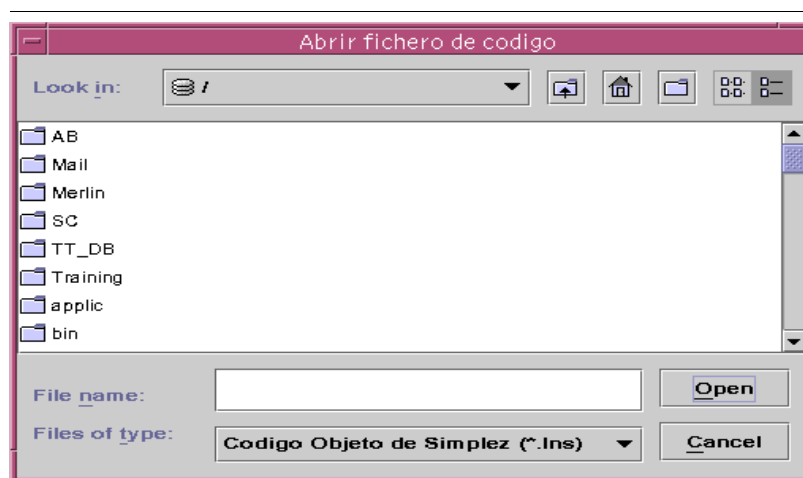 Abrir fichero de codigo
Look in: /
AB
Mail
Merlin
SC
TT_DB
Training
applic
bin
File name: Open
Files of type: Codigo Objeto de Simplez (*.lns) Cancel